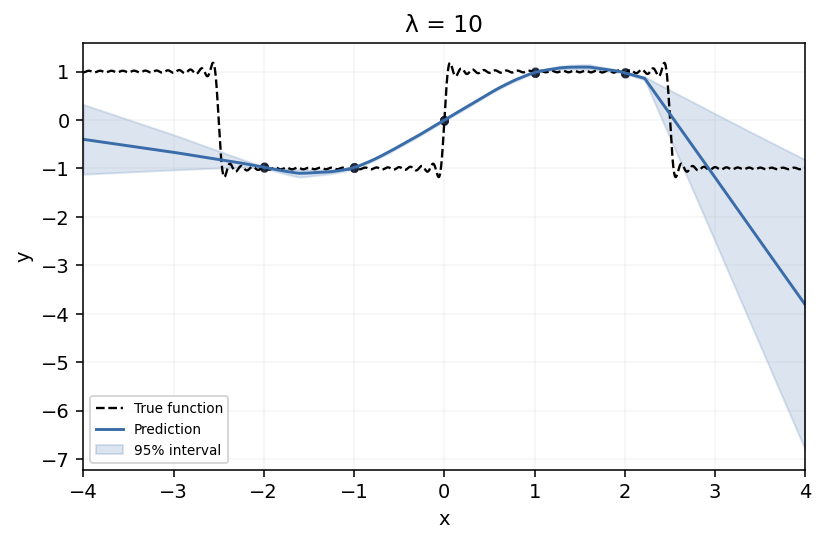 λ = 10
1
0
−1
−2
−3
−4
−5
−6
−7
y
True function
Prediction
95% interval
−4 −3 −2 −1 0 1 2 3 4
x